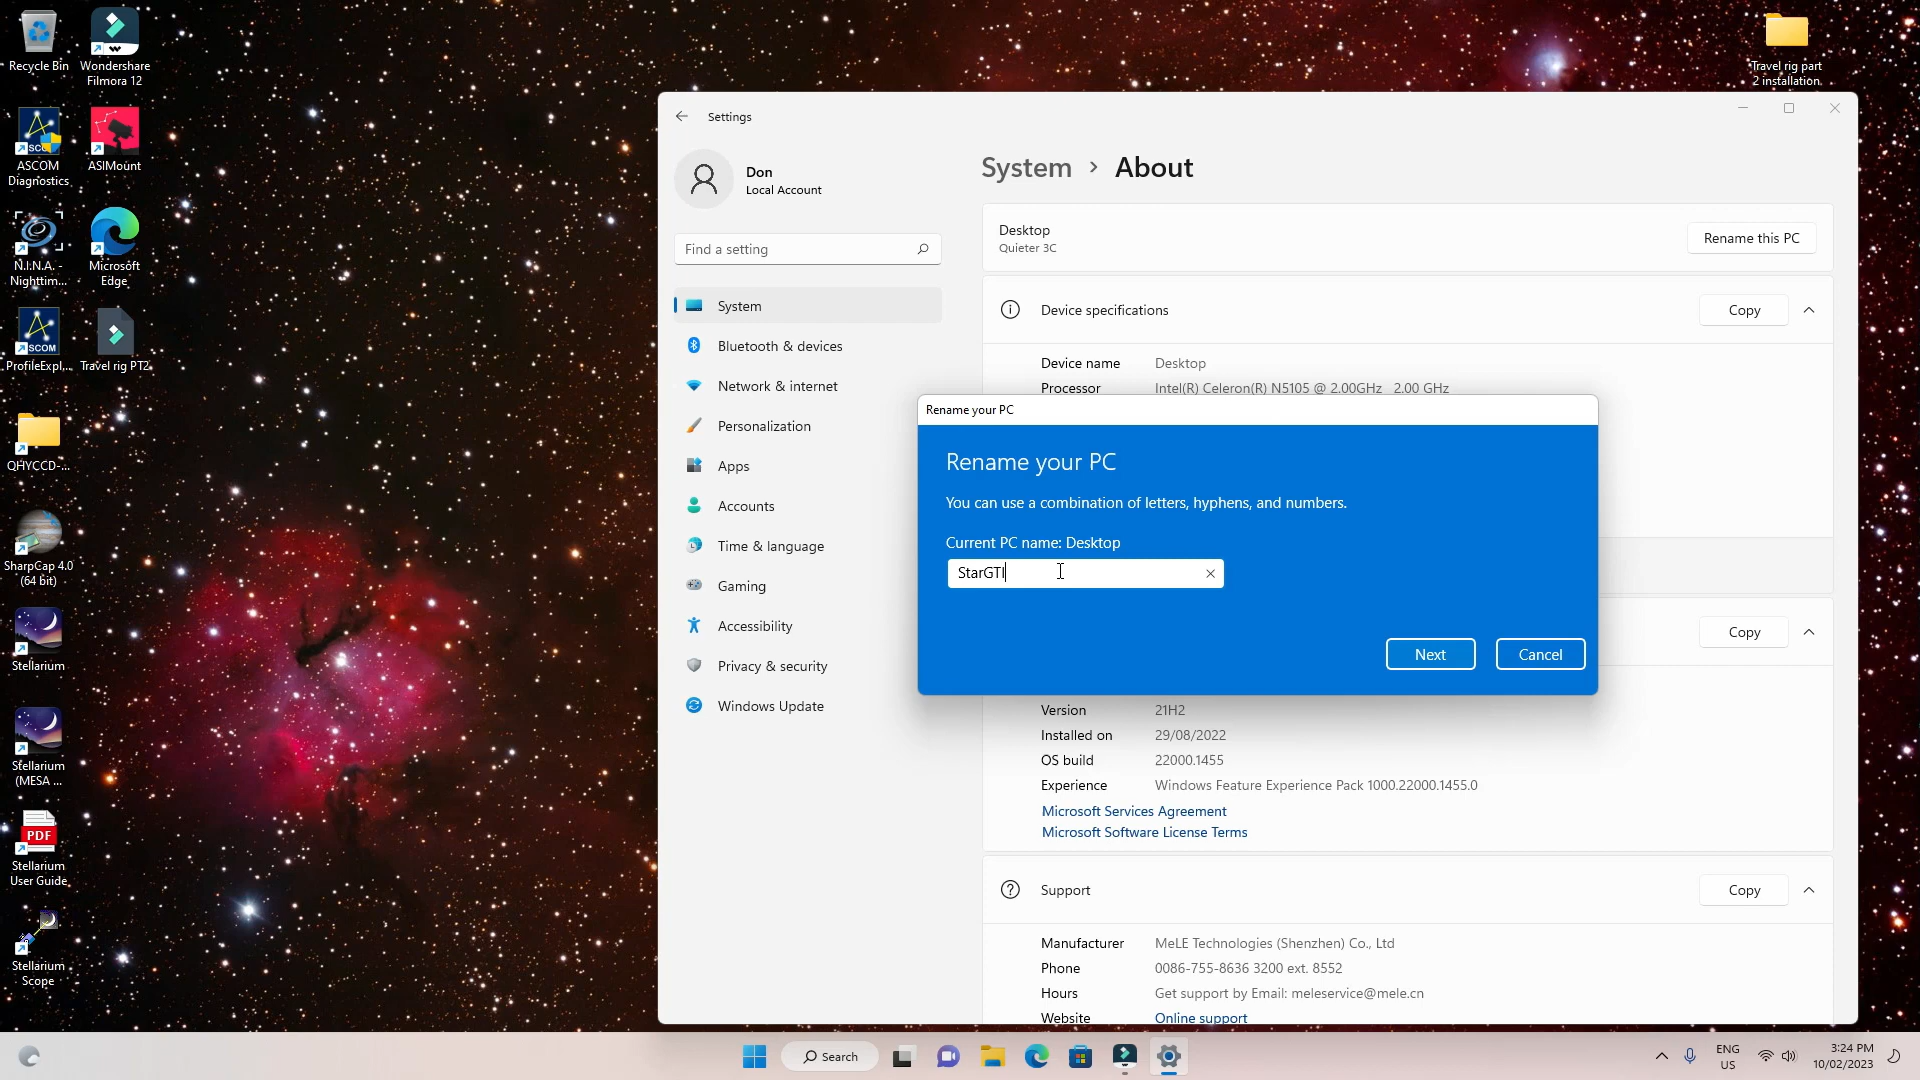 Recycle Bin
Wondershare
Filmora 12
ASCOM
Diagnostics
ASIMount
N.I.N.A. -
Nighttim...
Microsoft
Edge
SCOM
ProfileExpl...
Travel rig PT2
QHYCCD-...
SharpCap 4.0
(64 bit)
Stellarium
Stellarium
(MESA ...
PDF
Stellarium
User Guide
Stellarium
Scope
Travel rig part
2 installation
Settings
Don
Local Account
Find a setting
System
Bluetooth & devices
Network & internet
Personalization
Apps
Accounts
Time & language
Gaming
Accessibility
Privacy & security
Windows Update
System > About
Desktop
Quieter 3C
Rename this PC
Device specifications
Copy
Device name Desktop
Processor Intel(R) Celeron(R) N5105 @ 2.00GHz 2.00 GHz
Rename your PC
Rename your PC
You can use a combination of letters, hyphens, and numbers.
Current PC name: Desktop
StarGTI
Next
Cancel
Copy
Version 21H2
Installed on 29/08/2022
OS build 22000.1455
Experience Windows Feature Experience Pack 1000.22000.1455.0
Microsoft Services Agreement
Microsoft Software License Terms
Support
Copy
Manufacturer MeLE Technologies (Shenzhen) Co., Ltd
Phone 0086-755-8636 3200 ext. 8552
Hours Get support by Email: meleservice@mele.cn
Website Online support
Search
ENG
US
3:24 PM
10/02/2023